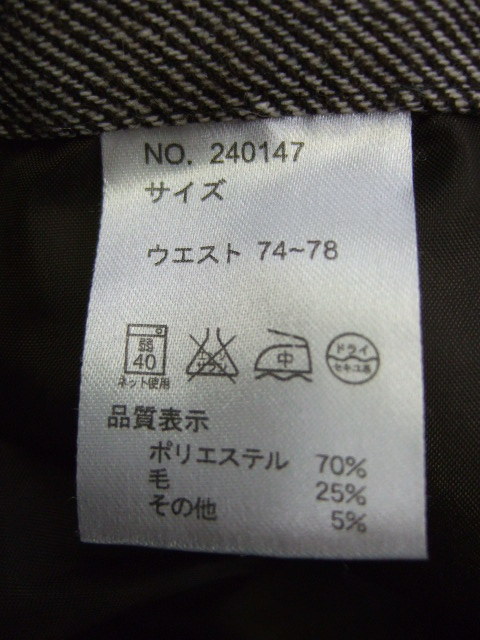 NO. 240147
サイズ
ウエスト 74~78
弱
40
ネット使用
中
ドライ
セキユ系
品質表示
ポリエステル 70%
毛 25%
その他 5%